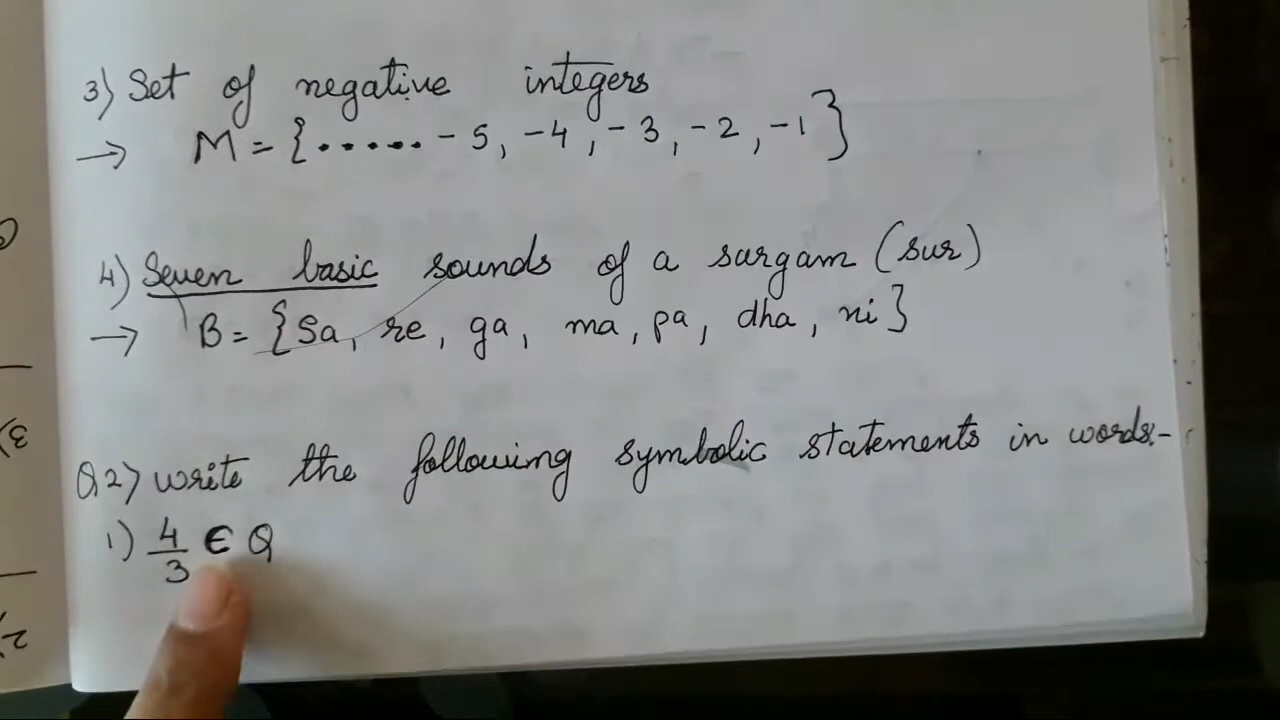 3) Set of negative integers
→ M = {...... -5, -4, -3, -2, -1}
4) Seven basic sounds of a sargam (sur)
→ B = {Sa, re, ga, ma, pa, dha, ni}
Q2) write the following symbolic statements in words:-
1) 4/3 ∈ Q